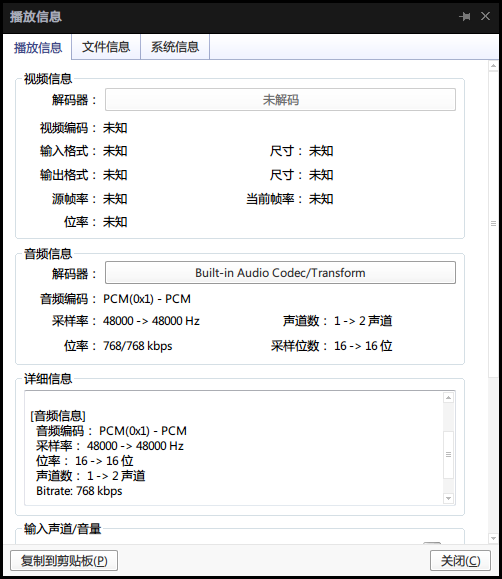 播放信息
播放信息 文件信息 系统信息
视频信息
解码器： 未解码
视频编码： 未知
输入格式： 未知 尺寸： 未知
输出格式： 未知 尺寸： 未知
源帧率： 未知 当前帧率： 未知
位率： 未知
音频信息
解码器： Built-in Audio Codec/Transform
音频编码： PCM(0x1) - PCM
采样率： 48000 -> 48000 Hz 声道数： 1 -> 2 声道
位率： 768/768 kbps 采样位数： 16 -> 16 位
详细信息
[音频信息]
音频编码： PCM(0x1) - PCM
采样率： 48000 -> 48000 Hz
位率： 16 -> 16 位
声道数： 1 -> 2 声道
Bitrate: 768 kbps
输入声道/音量
复制到剪贴板(P) 关闭(C)